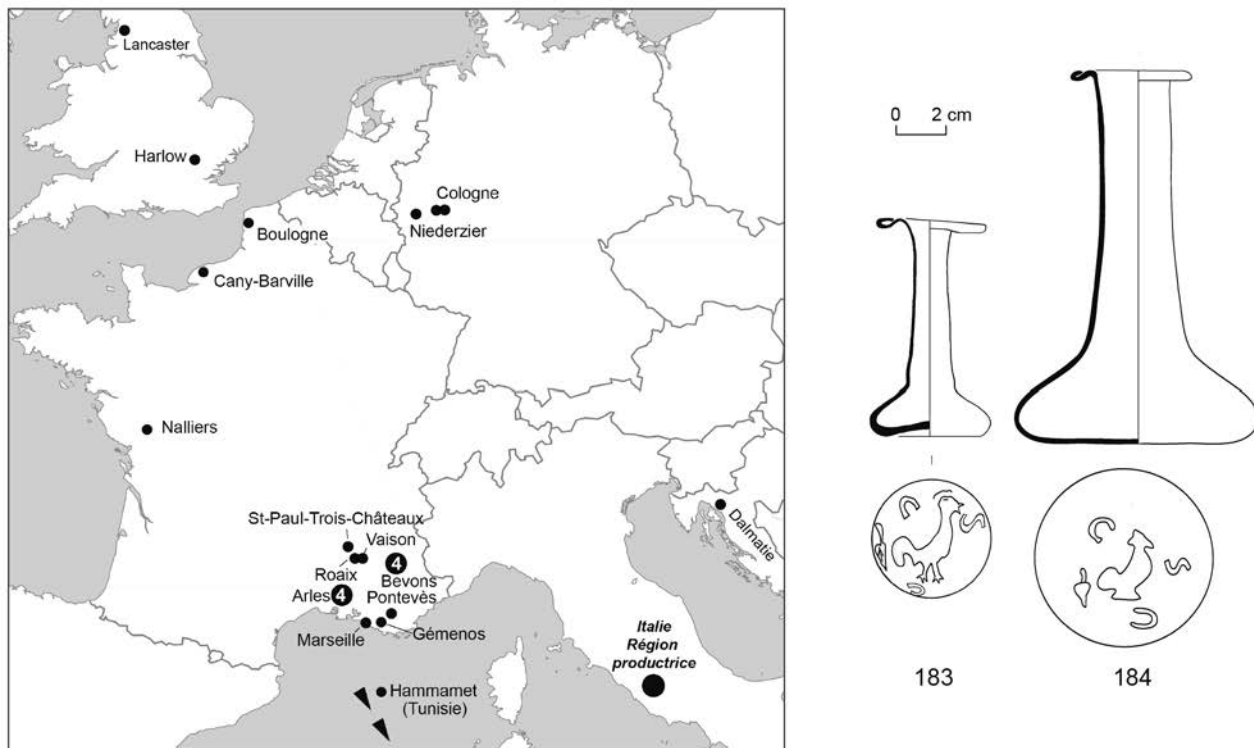 Lancaster
Harlow
Cologne
Niederzier
Boulogne
Cany-Barville
Nalliers
St-Paul-Trois-Châteaux
Vaison
Roaix
4
Bevons
Arles
4
Pontevès
Marseille
Gémenos
Dalmatie
Italie
Région
productrice
Hammamet
(Tunisie)
0 2 cm
183
184